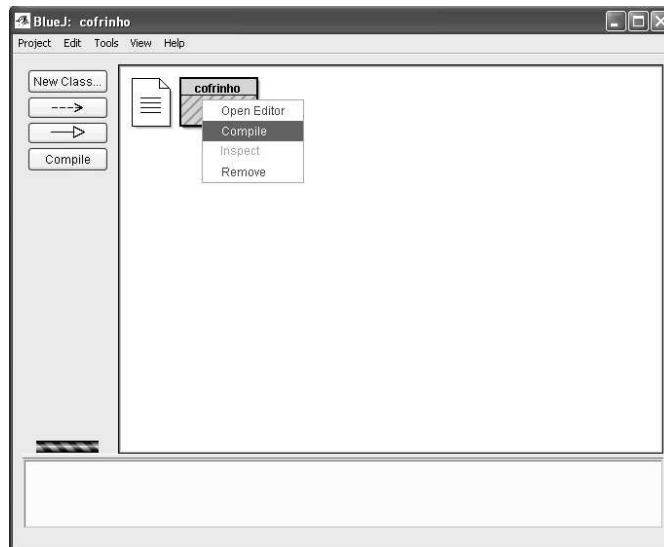 BlueJ: cofrinho
Project Edit Tools View Help
New Class...
cofrinho
Open Editor
Compile
Inspect
Remove
Compile